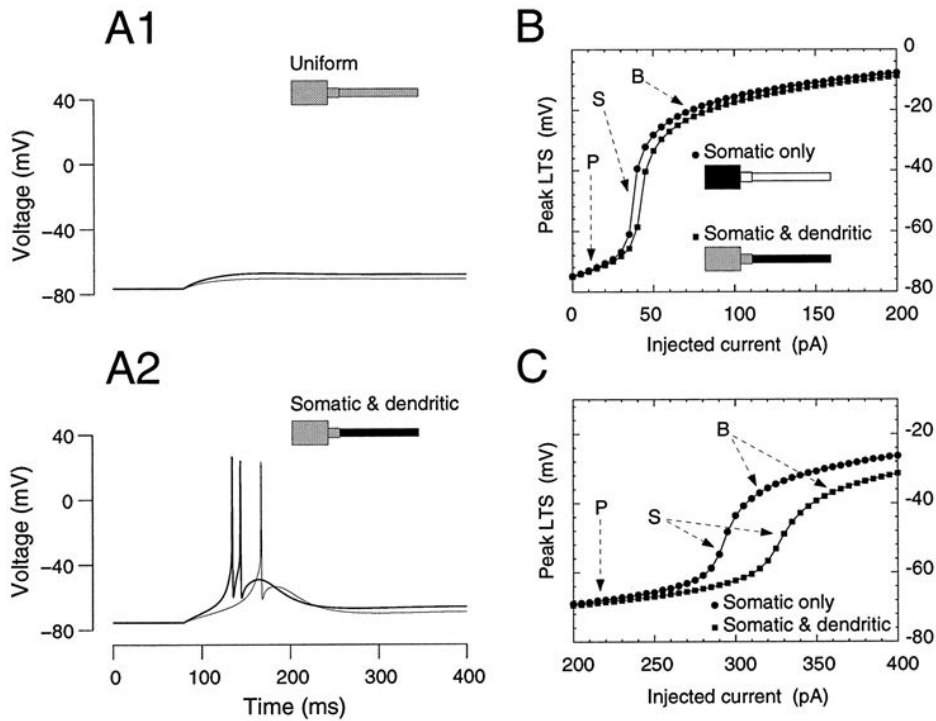 A1
Uniform
40
0
−40
−80
Voltage (mV)
A2
Somatic & dendritic
40
0
−40
−80
Voltage (mV)
0 100 200 300 400
Time (ms)
B
0
-20
-40
-60
-80
Peak LTS (mV)
B
S
P
Somatic only
Somatic & dendritic
0 50 100 150 200
Injected current (pA)
C
-20
-40
-60
-80
Peak LTS (mV)
B
S
P
Somatic only
Somatic & dendritic
200 250 300 350 400
Injected current (pA)